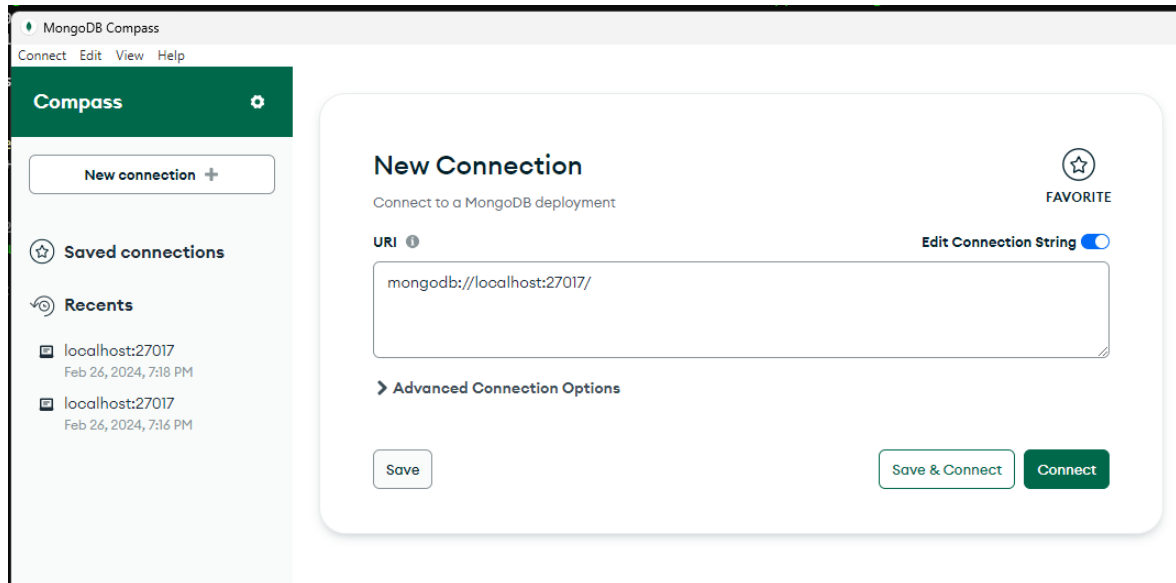 MongoDB Compass
Connect Edit View Help
Compass
New connection
Saved connections
Recents
localhost:27017
Feb 26, 2024, 7:18 PM
localhost:27017
Feb 26, 2024, 7:16 PM
New Connection
Connect to a MongoDB deployment
FAVORITE
URI
Edit Connection String
mongodb://localhost:27017/
Advanced Connection Options
Save
Save & Connect
Connect